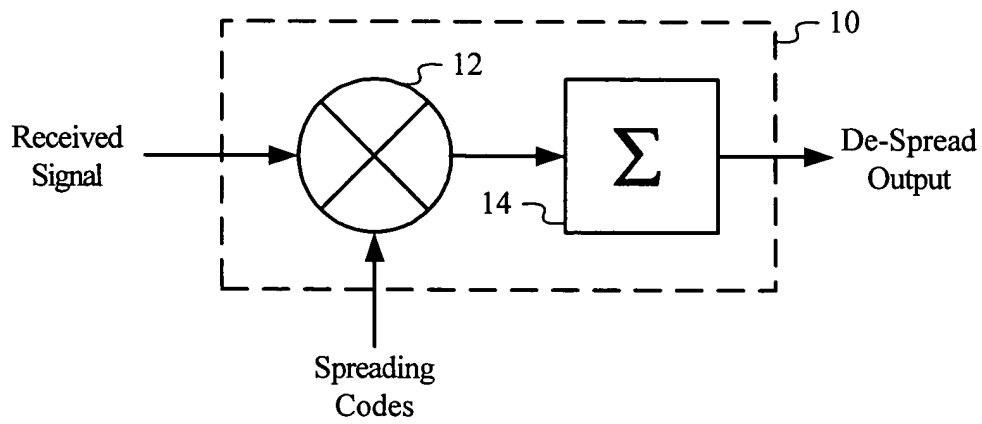 10
12
Received
Signal
Σ
De-Spread
Output
14
Spreading
Codes